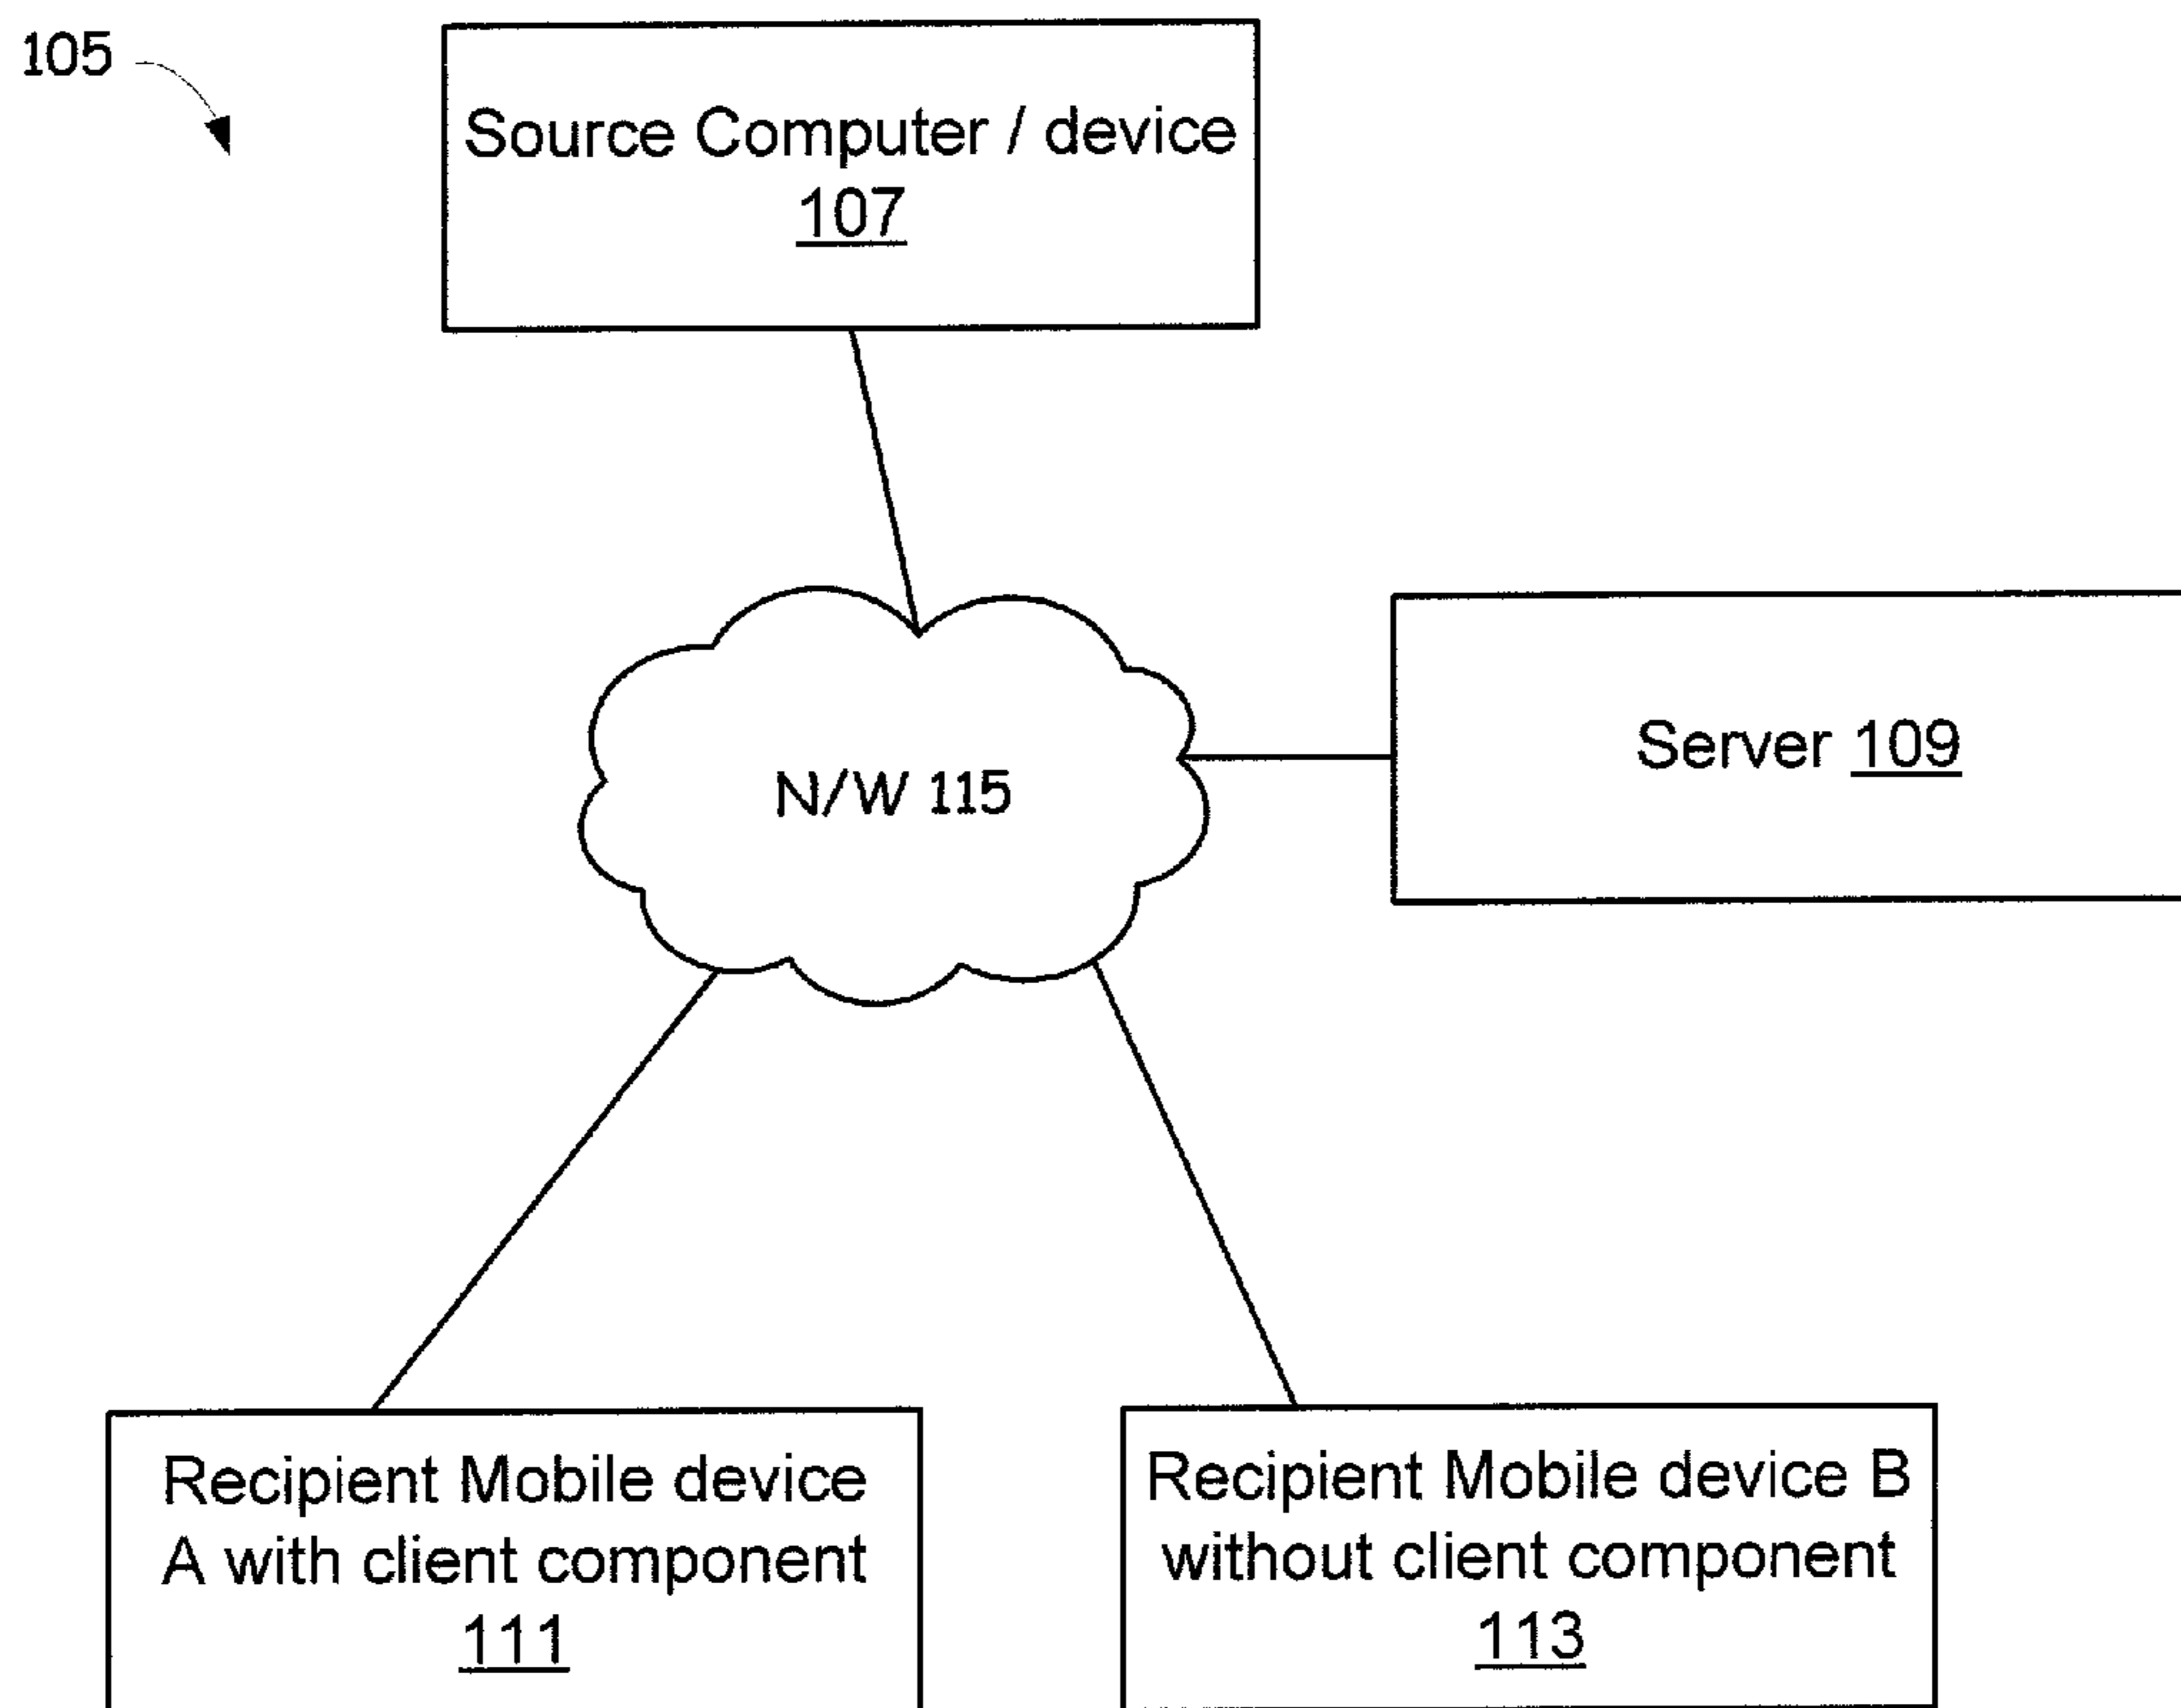 105
Source Computer / device
107
N/W 115
Server 109
Recipient Mobile device
A with client component
111
Recipient Mobile device B
without client component
113